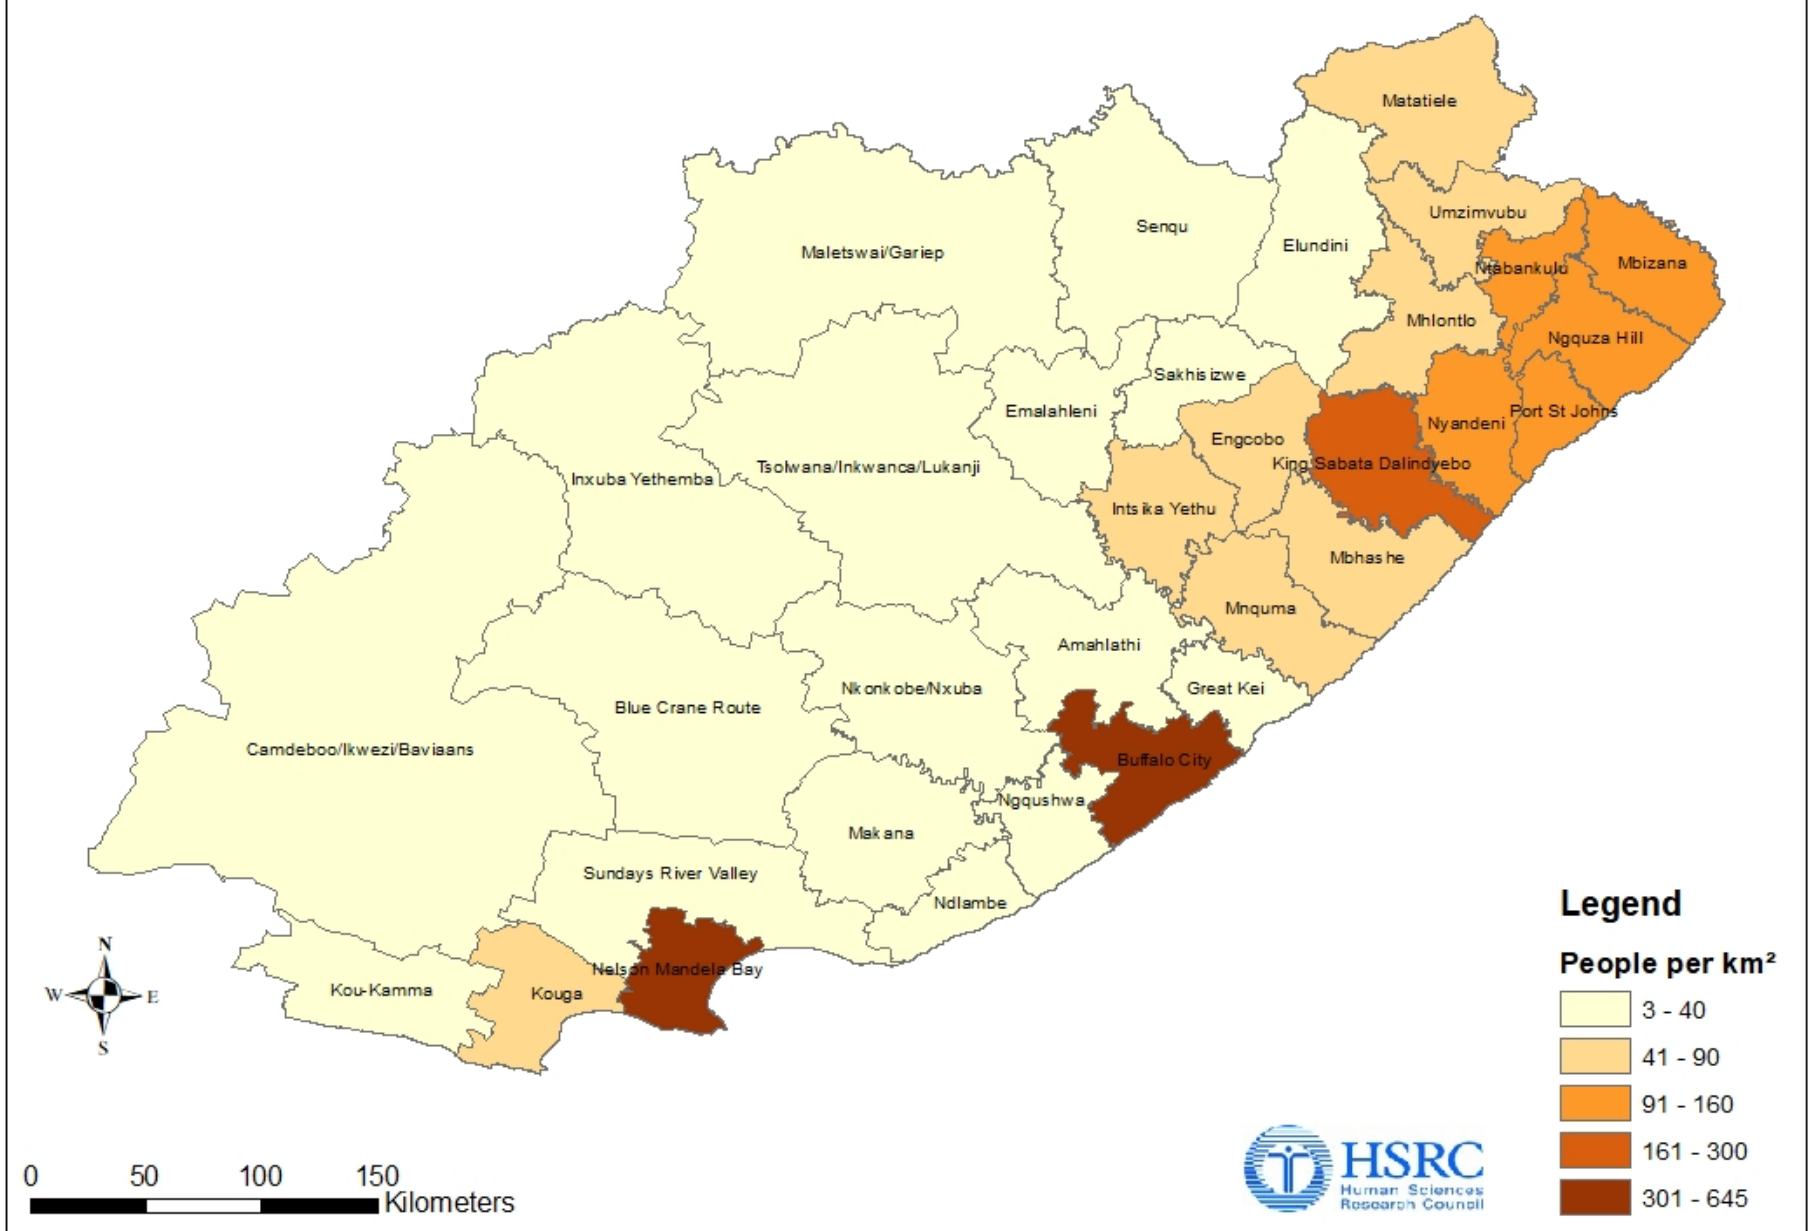 Matatiele
Umzimvubu
Senqu
Elundini
Maletswai/Gariep
Ntabankulu
Mbizana
Mhlontlo
Ngquza Hill
Sakhisizwe
Emalahleni
Port St Johns
Nyandeni
Engcobo
King Sabata Dalindyebo
Tsolwana/Inkwanca/Lukanji
Inxuba Yethemba
Intsika Yethu
Mbhashe
Mnquma
Amahlathi
Nkonkobe/Nxuba
Great Kei
Blue Crane Route
Camdeboo/Ikwezi/Baviaans
Buffalo City
Ngqushwa
Makana
Sundays River Valley
Ndlambe
Nelson Mandela Bay
Kou-Kamma
Kouga
N
W E
S
Legend
People per km²
3 - 40
41 - 90
91 - 160
161 - 300
301 - 645
0 50 100 150
Kilometers
HSRC
Human Sciences
Research Council